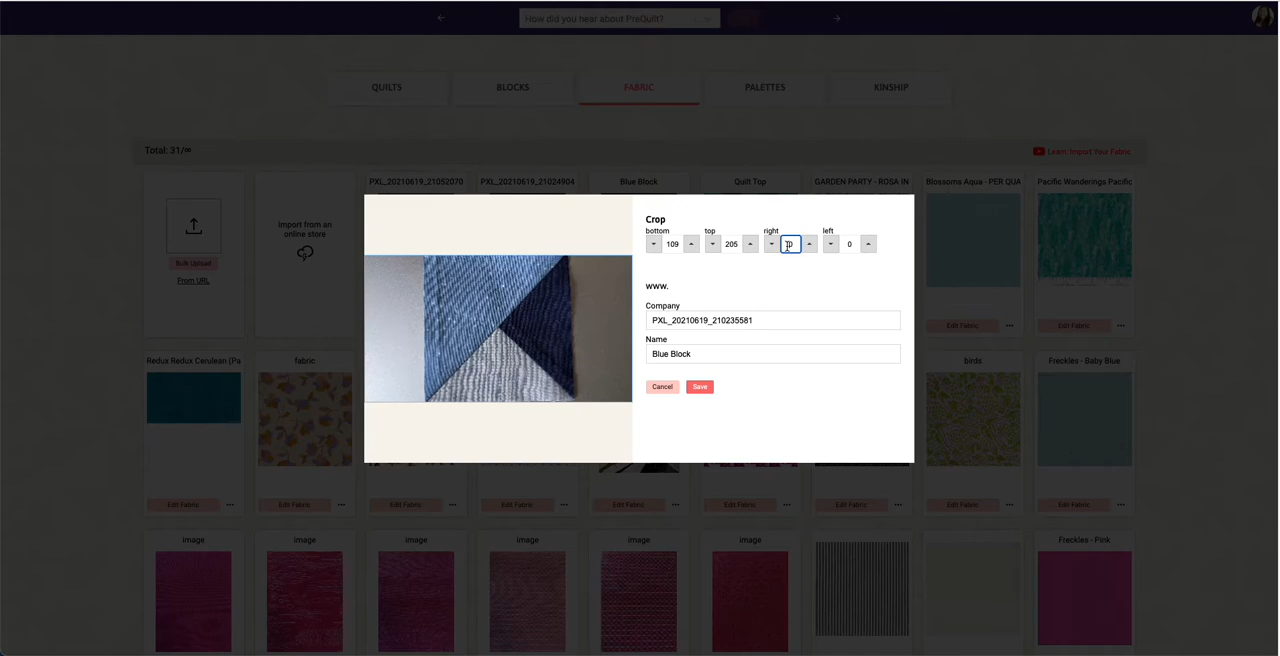 How did you hear about PreQuilt?
QUILTS
BLOCKS
FABRIC
PALETTES
KINSHIP
Total: 31/∞
Learn: Import Your Fabric
PXL_20210619_21052070
PXL_20210619_21024904
Blue Block
Quilt Top
GARDEN PARTY - ROSA IN
Blossoms Aqua - PER QUA
Pacific Wanderings Pacific
Import from an
online store
Bulk Upload
From URL
Crop
bottom
top
right
left
109
205
0
0
www.
Company
PXL_20210619_210235581
Name
Blue Block
Cancel
Save
Edit Fabric
Edit Fabric
Redux Redux Cerulean (Pa
fabric
birds
Freckles - Baby Blue
Edit Fabric
Edit Fabric
Edit Fabric
Edit Fabric
Edit Fabric
Edit Fabric
Edit Fabric
Edit Fabric
Edit Fabric
image
image
image
image
image
image
Freckles - Pink